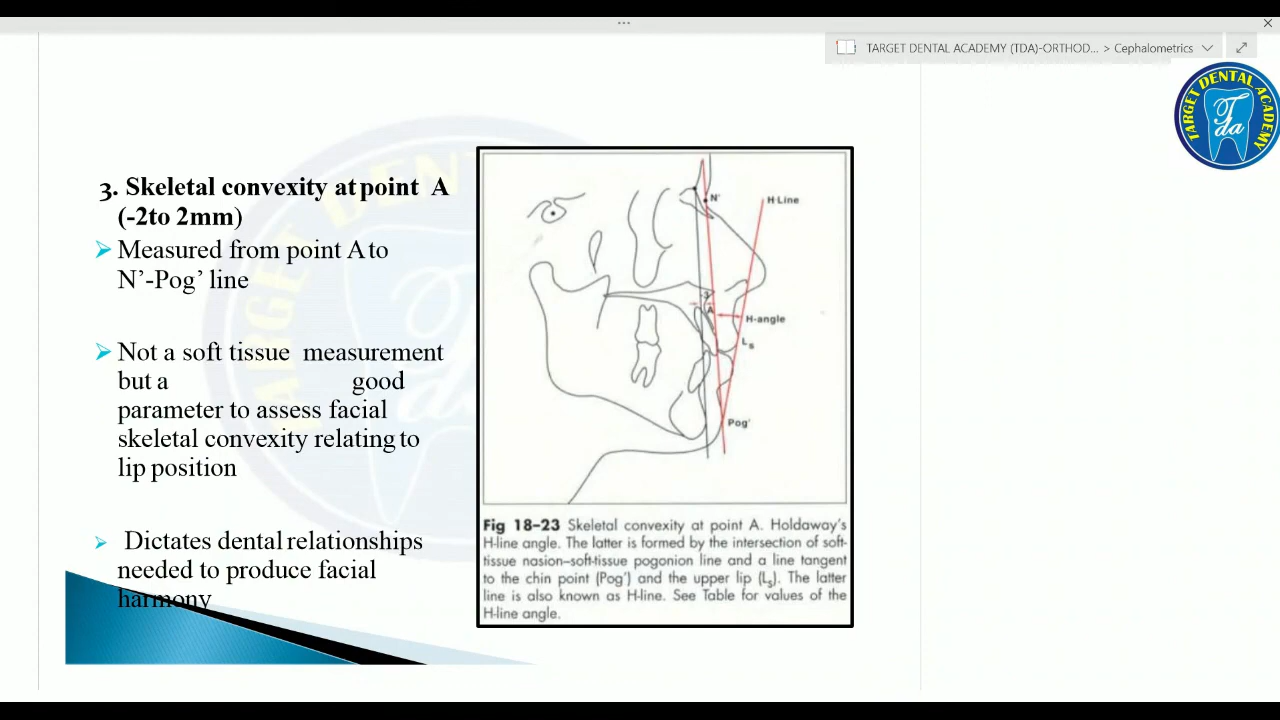 TARGET DENTAL ACADEMY (TDA)-ORTHOD... > Cephalometrics
TARGET DENTAL ACADEMY
Tda
3. Skeletal convexity at point A
(-2to 2mm)
Measured from point A to
N’-Pog’ line
Not a soft tissue measurement
but a good
parameter to assess facial
skeletal convexity relating to
lip position
Dictates dental relationships
needed to produce facial
harmony
N'
H-Line
A
H-angle
Ls
Pog'
Fig 18–23 Skeletal convexity at point A. Holdaway's
H-line angle. The latter is formed by the intersection of soft-
tissue nasion–soft-tissue pogonion line and a line tangent
to the chin point (Pog') and the upper lip (Ls). The latter
line is also known as H-line. See Table for values of the
H-line angle.